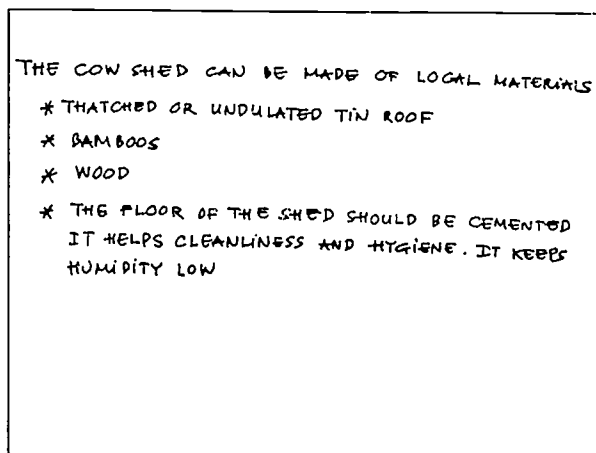 THE COW SHED CAN BE MADE OF LOCAL MATERIALS
* THATCHED OR UNDULATED TIN ROOF
* BAMBOOS
* WOOD
* THE FLOOR OF THE SHED SHOULD BE CEMENTED
IT HELPS CLEANLINESS AND HYGIENE. IT KEEPS
HUMIDITY LOW